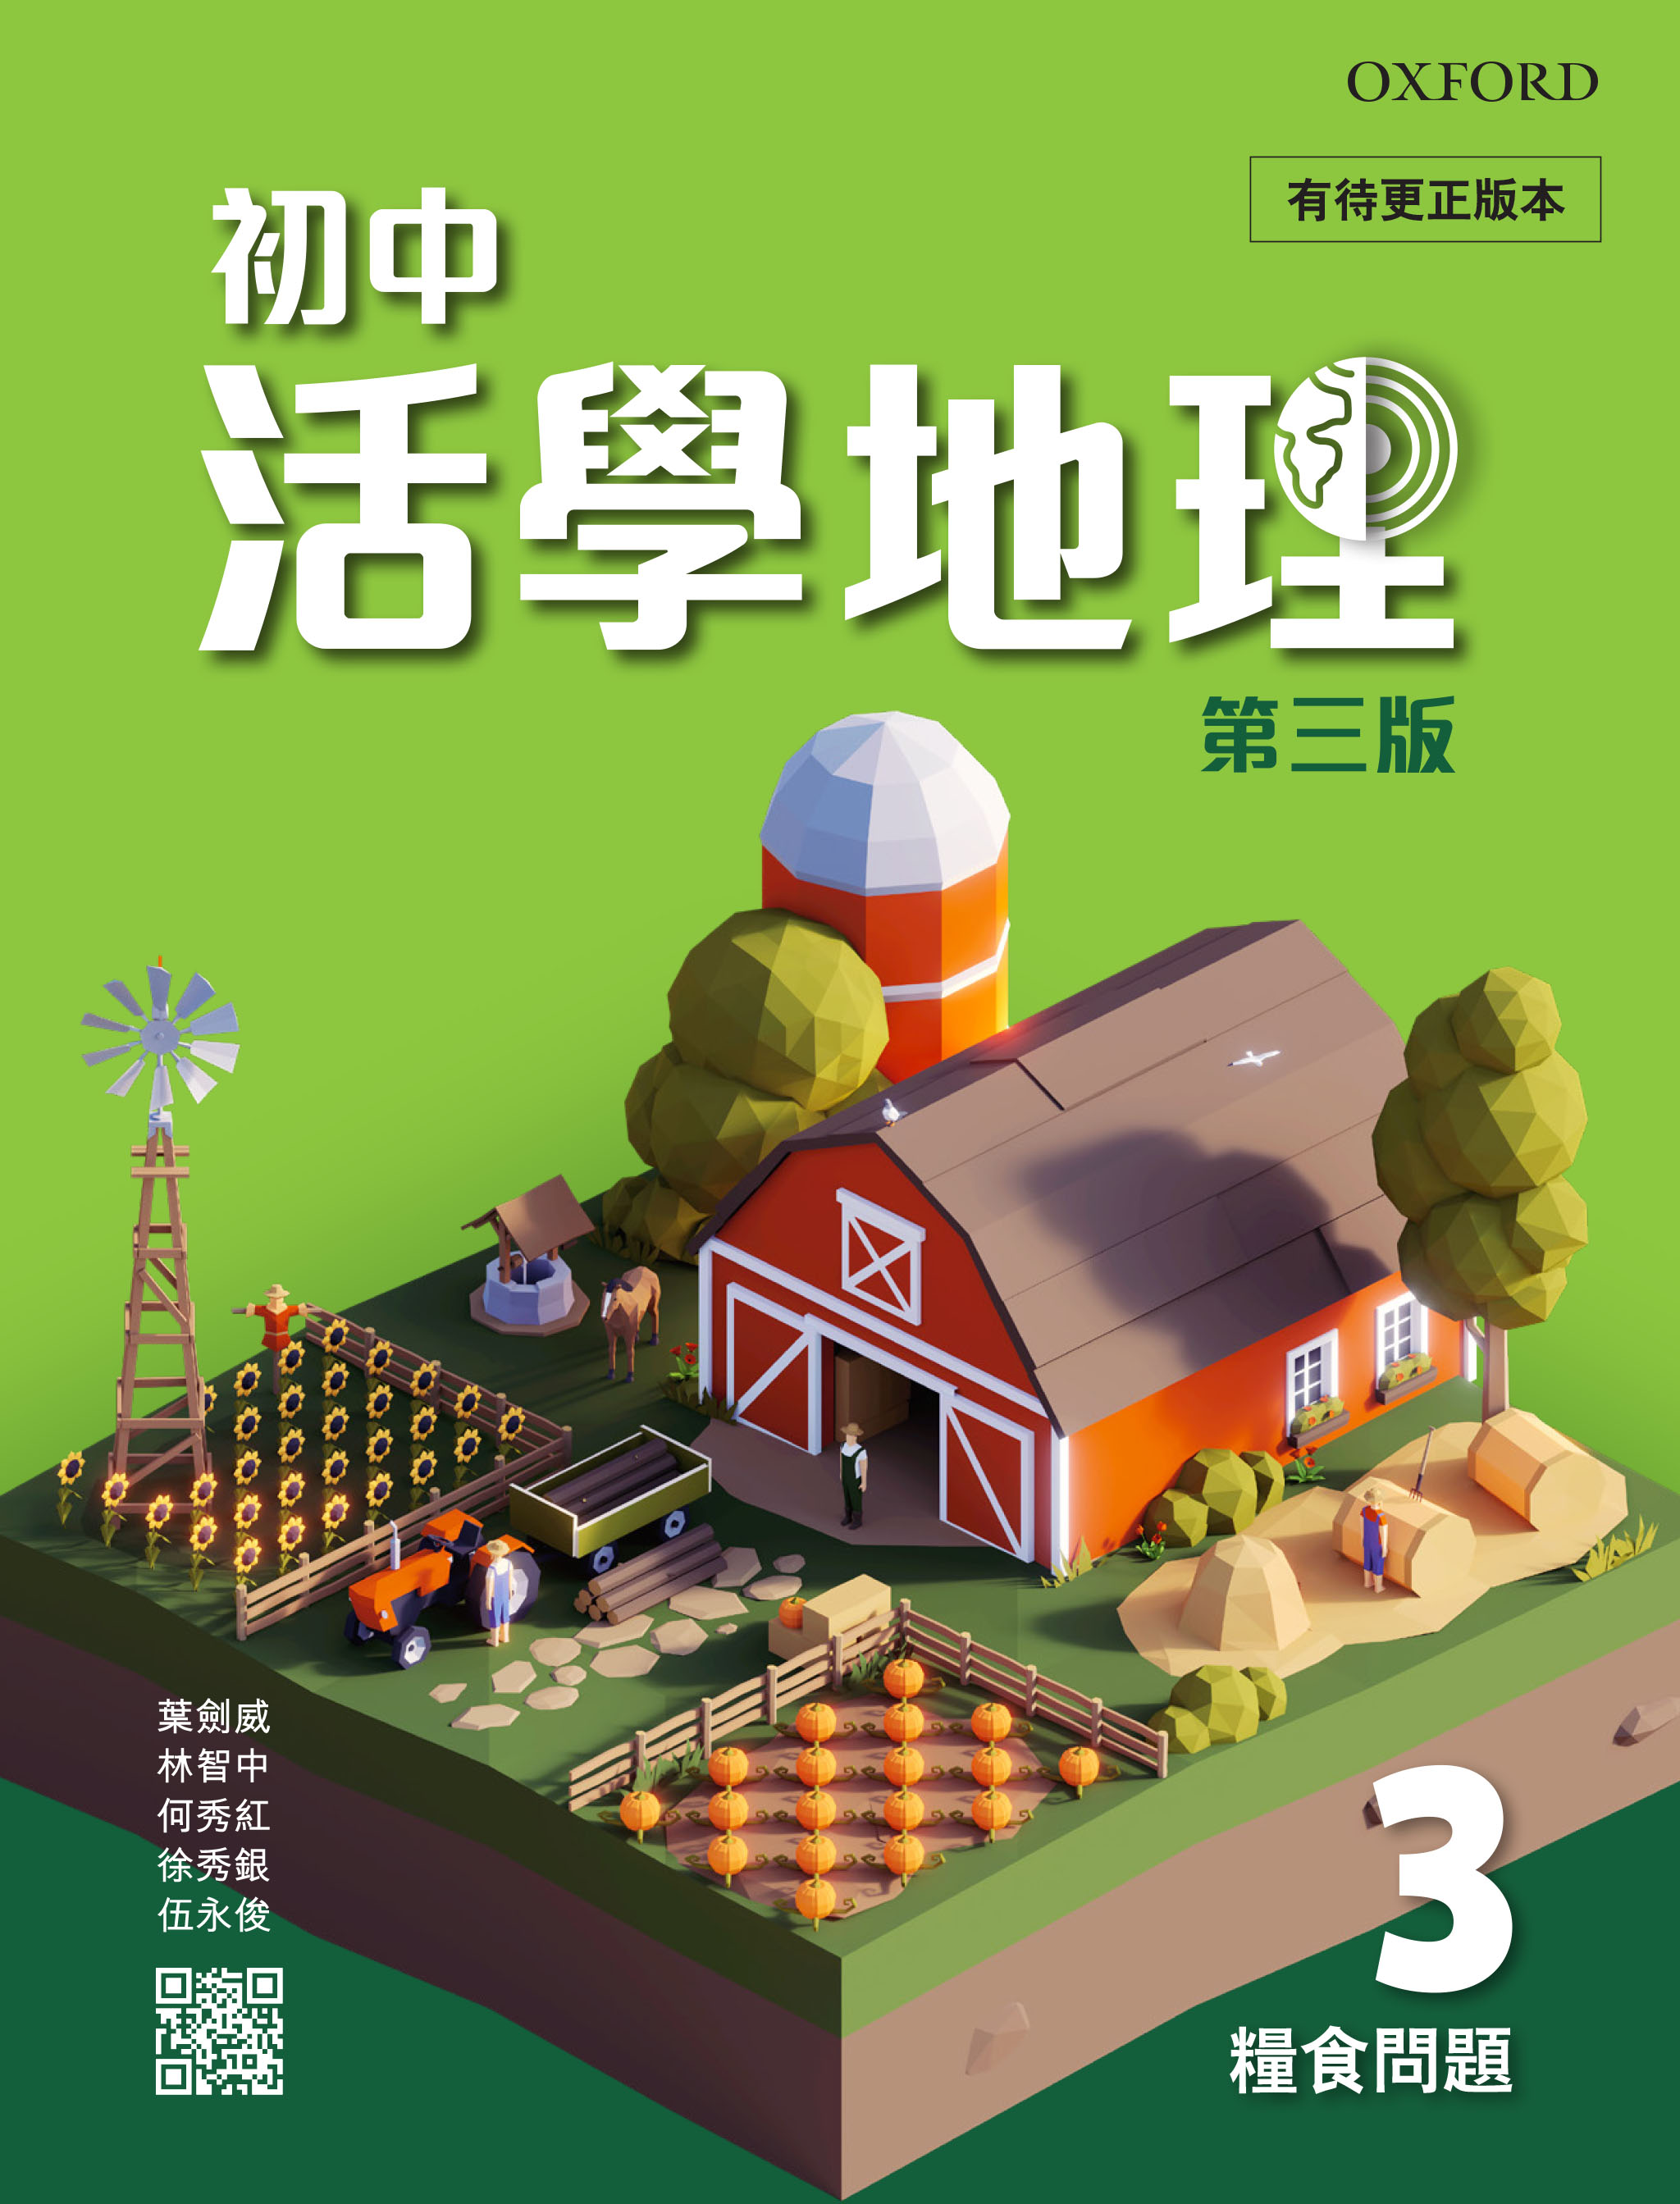 OXFORD
有待更正版本
初中
活學地理
第三版
葉劍威
林智中
何秀紅
徐秀銀
伍永俊
3
糧食問題